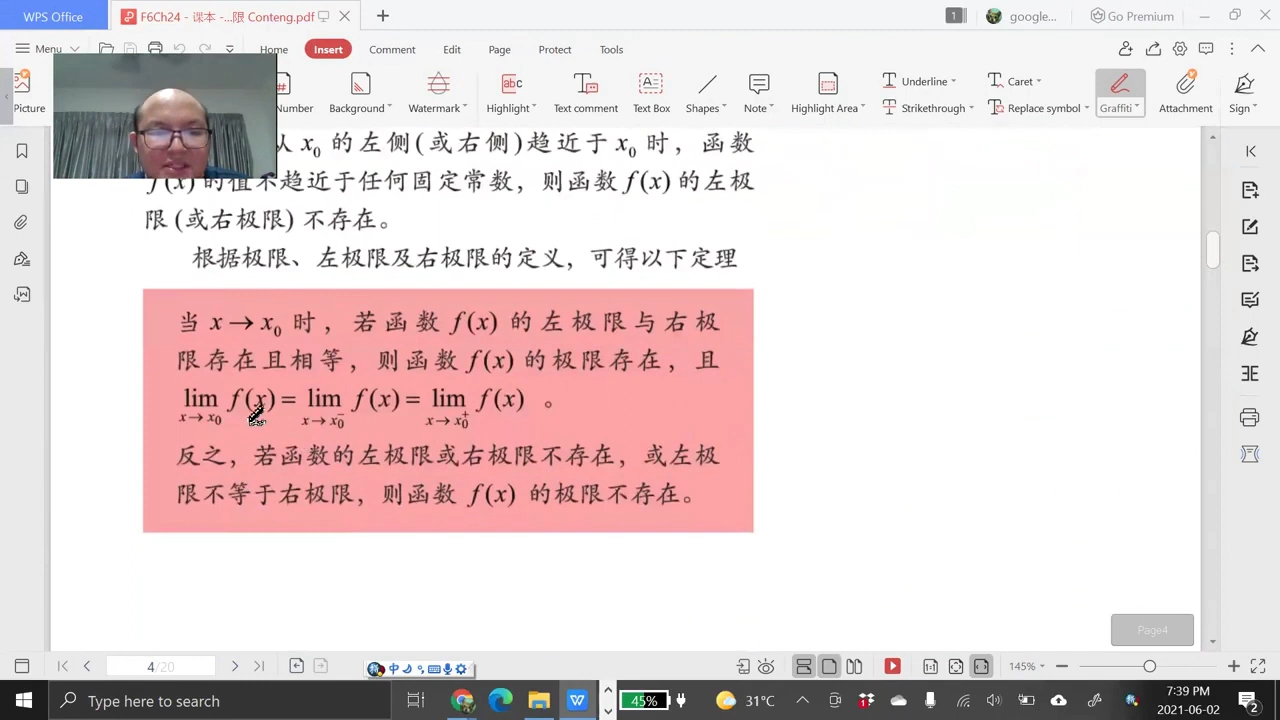 WPS Office
F6Ch24 - 课本 -...限 Conteng.pdf
1
google...
Go Premium
Menu
Home
Insert
Comment
Edit
Page
Protect
Tools
Picture
Number
Background
Watermark
Highlight
Text comment
Text Box
Shapes
Note
Highlight Area
Underline
Strikethrough
Caret
Replace symbol
Graffiti
Attachment
Sign
从 x₀ 的左侧(或右侧)趋近于 x₀ 时，函数
f(x) 的值不趋近于任何固定常数，则函数 f(x) 的左极
限 (或右极限) 不存在。
根据极限、左极限及右极限的定义，可得以下定理
当 x → x₀ 时，若函数 f(x) 的左极限与右极
限存在且相等，则函数 f(x) 的极限存在，且
lim x→x₀ f(x) = lim x→x₀⁻ f(x) = lim x→x₀⁺ f(x) 。
反之，若函数的左极限或右极限不存在，或左极
限不等于右极限，则函数 f(x) 的极限不存在。
Page4
4/20
中
145%
Type here to search
45%
31°C
7:39 PM
2021-06-02
2